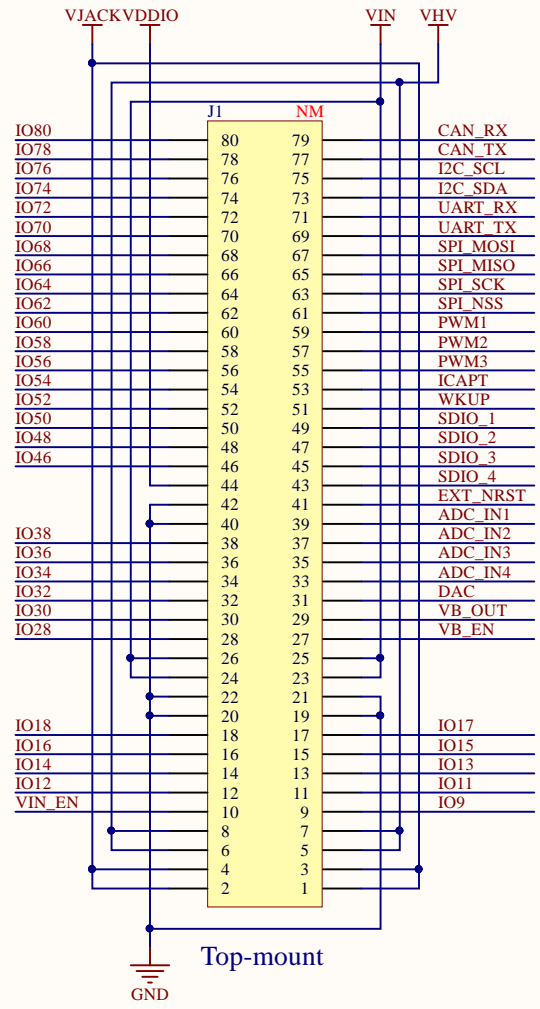 VJACK VDDIO VIN VHV
J1 NM
IO80 80 79 CAN_RX
IO78 78 77 CAN_TX
IO76 76 75 I2C_SCL
IO74 74 73 I2C_SDA
IO72 72 71 UART_RX
IO70 70 69 UART_TX
IO68 68 67 SPI_MOSI
IO66 66 65 SPI_MISO
IO64 64 63 SPI_SCK
IO62 62 61 SPI_NSS
IO60 60 59 PWM1
IO58 58 57 PWM2
IO56 56 55 PWM3
IO54 54 53 ICAPT
IO52 52 51 WKUP
IO50 50 49 SDIO_1
IO48 48 47 SDIO_2
IO46 46 45 SDIO_3
44 43 SDIO_4
42 41 EXT_NRST
40 39 ADC_IN1
IO38 38 37 ADC_IN2
IO36 36 35 ADC_IN3
IO34 34 33 ADC_IN4
IO32 32 31 DAC
IO30 30 29 VB_OUT
IO28 28 27 VB_EN
26 25
24 23
22 21
20 19
IO18 18 17 IO17
IO16 16 15 IO15
IO14 14 13 IO13
IO12 12 11 IO11
VIN_EN 10 9 IO9
8 7
6 5
4 3
2 1
Top-mount
GND